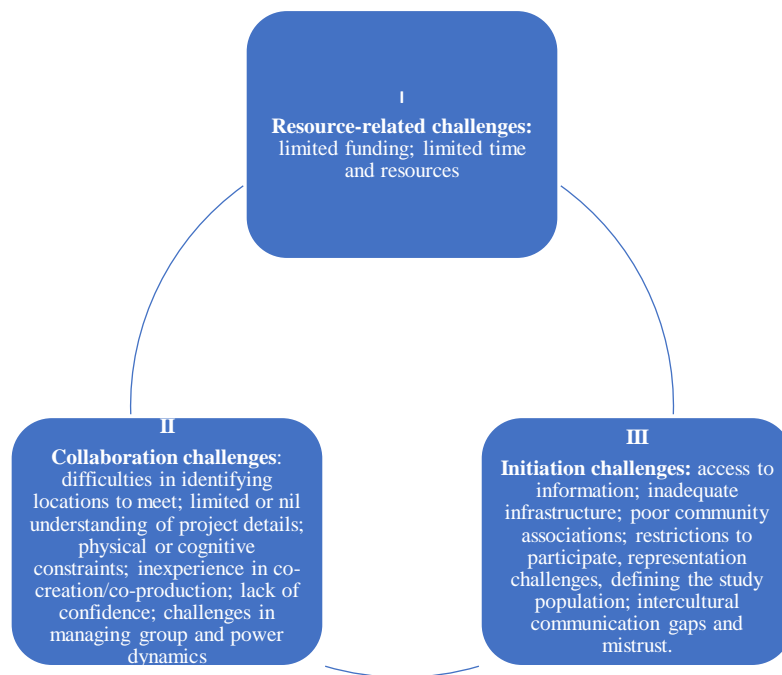 I
Resource-related challenges:
limited funding; limited time
and resources
II
Collaboration challenges:
difficulties in identifying
locations to meet; limited or nil
understanding of project details;
physical or cognitive
constraints; inexperience in co-
creation/co-production; lack of
confidence; challenges in
managing group and power
dynamics
III
Initiation challenges: access to
information; inadequate
infrastructure; poor community
associations; restrictions to
participate, representation
challenges, defining the study
population; intercultural
communication gaps and
mistrust.